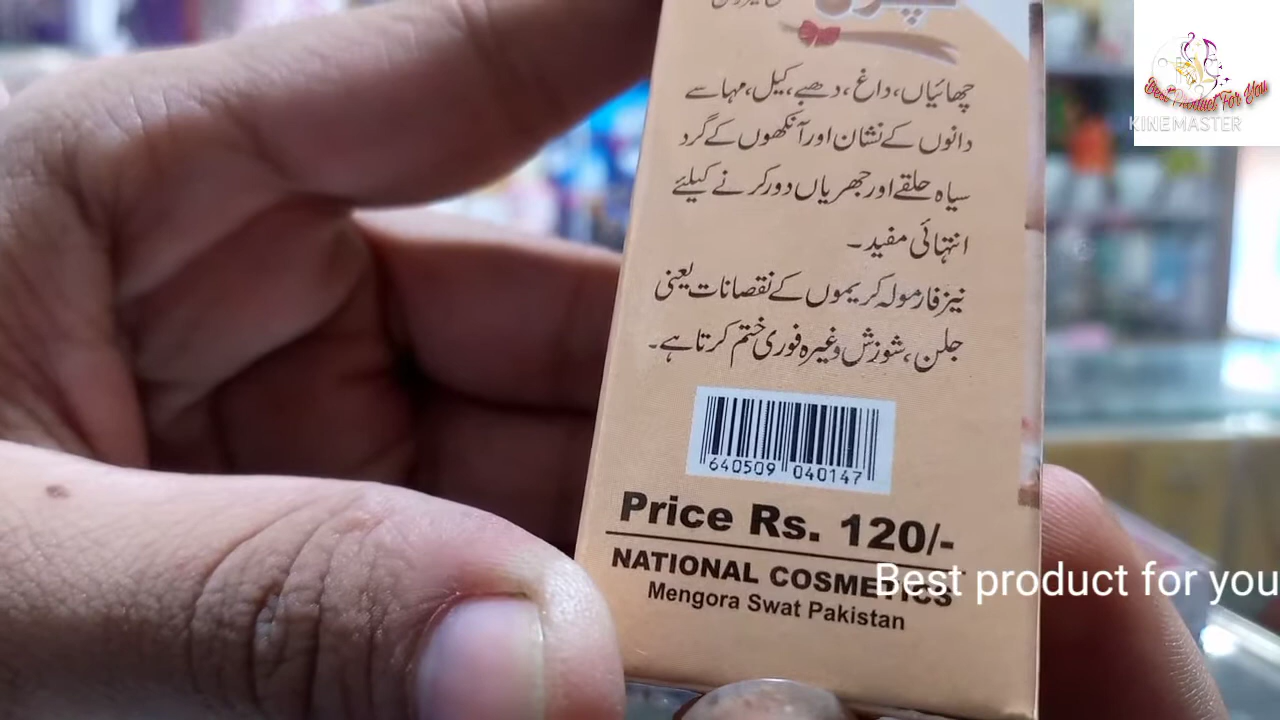 Best Product For You
KINEMASTER
چھائیاں، داغ، دھبے، کیل، مہاسے
دانوں کے نشان اور آنکھوں کے گرد
سیاہ حلقے اور جھریاں دور کرنے کیلئے
انتہائی مفید۔
نیز فارمولہ کریموں کے نقصانات یعنی
جلن، شوزش وغیرہ فوری ختم کرتا ہے۔
640509 040147
Price Rs. 120/-
NATIONAL COSMETICS
Mengora Swat Pakistan
Best product for you